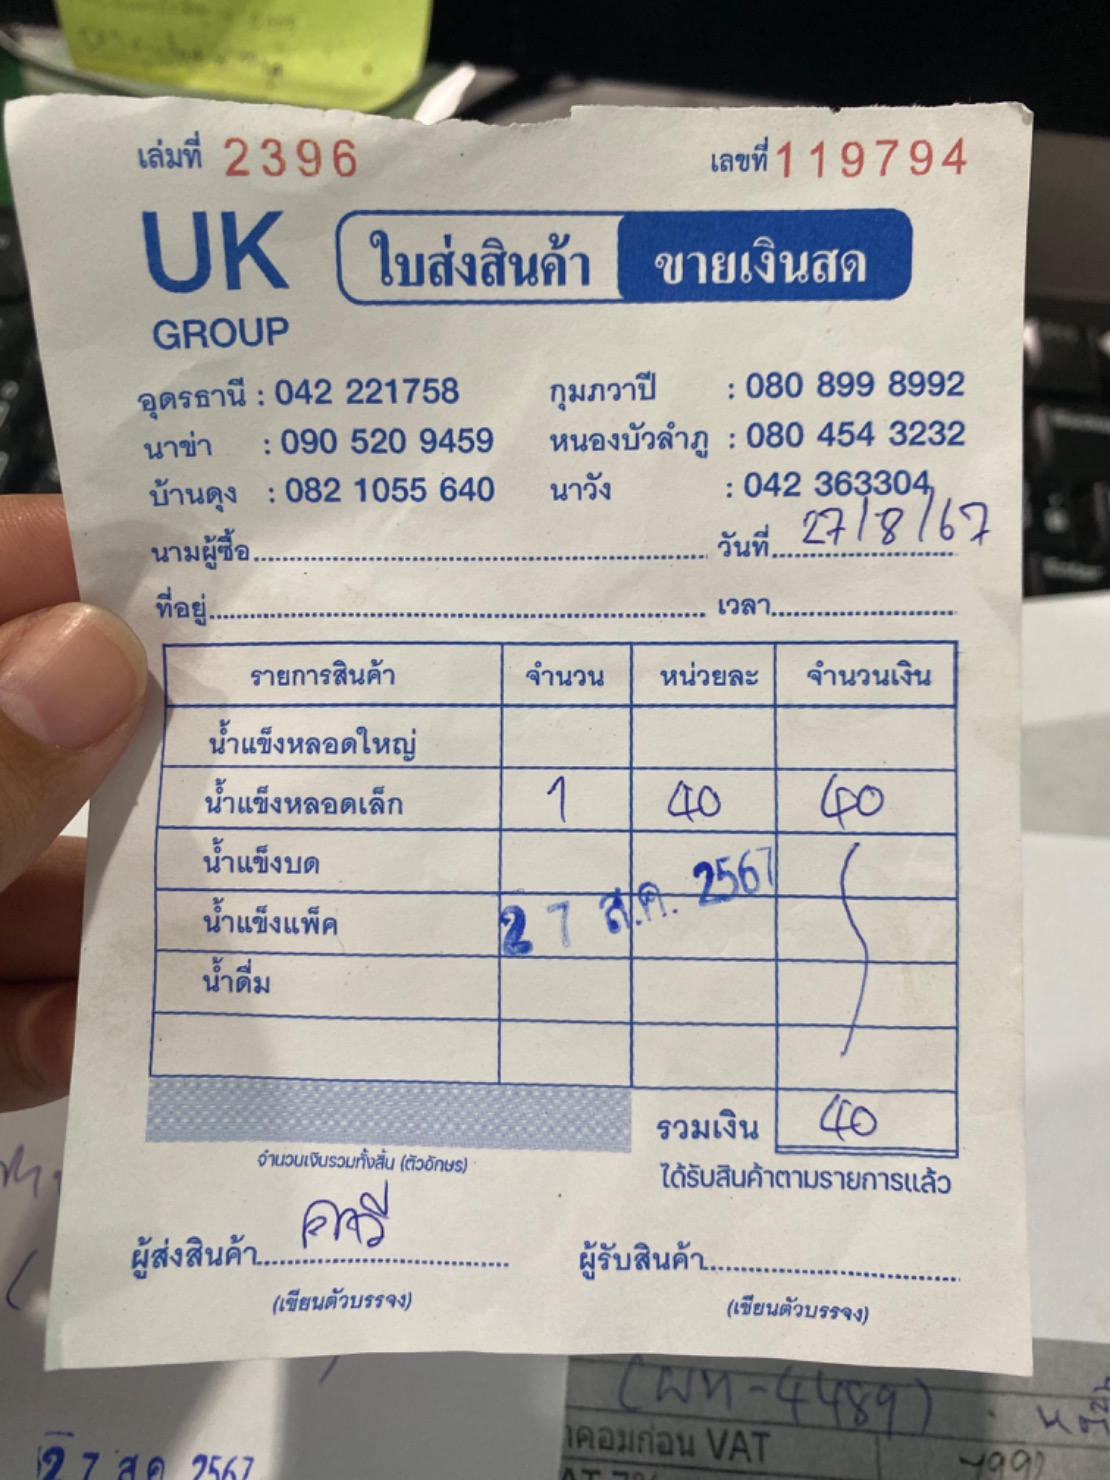 เล่มที่ 2396 เลขที่ 119794
UK GROUP
ใบส่งสินค้า ขายเงินสด
อุดรธานี : 042 221758 กุมภวาปี : 080 899 8992
นาข่า : 090 520 9459 หนองบัวลำภู : 080 454 3232
บ้านดุง : 082 1055 640 นาวัง : 042 363304
นามผู้ซื้อ วันที่ 27/8/67
ที่อยู่ เวลา
รายการสินค้า จำนวน หน่วยละ จำนวนเงิน
น้ำแข็งหลอดใหญ่
น้ำแข็งหลอดเล็ก 1 40 40
น้ำแข็งบด
น้ำแข็งแพ็ค
27 ส.ค. 2567
น้ำดื่ม
รวมเงิน 40
จำนวนเงินรวมทั้งสิ้น (ตัวอักษร)
ได้รับสินค้าตามรายการแล้ว
ผู้ส่งสินค้า ผู้รับสินค้า
(เขียนตัวบรรจง) (เขียนตัวบรรจง)
(ผท-4489)
คอมก่อน VAT
27 ส.ค. 2567